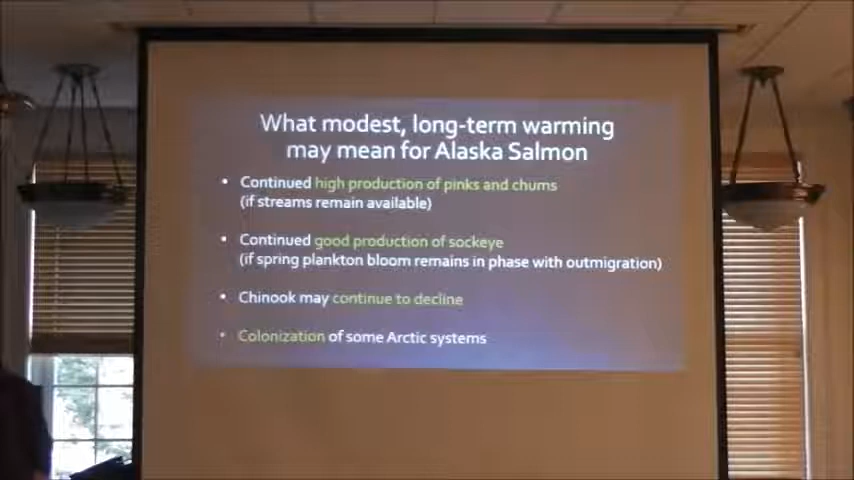 What modest, long-term warming
may mean for Alaska Salmon
• Continued high production of pinks and chums
(if streams remain available)
• Continued good production of sockeye
(if spring plankton bloom remains in phase with outmigration)
• Chinook may continue to decline
• Colonization of some Arctic systems